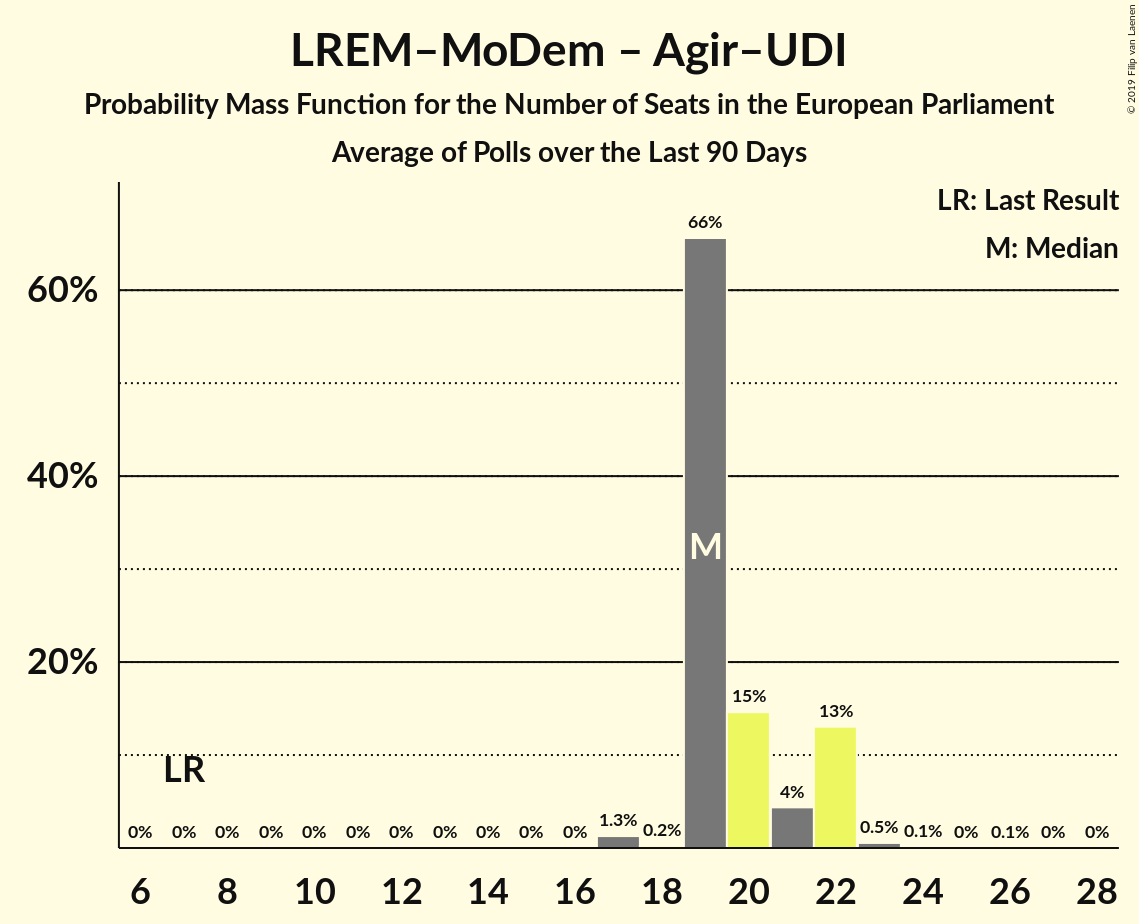 LREM–MoDem – Agir–UDI
Probability Mass Function for the Number of Seats in the European Parliament
Average of Polls over the Last 90 Days
© 2019 Filip van Laenen
LR: Last Result
M: Median
60%
40%
20%
0% 0% 0% 0% 0% 0% 0% 0% 0% 0% 0% 1.3% 0.2% 66% 15% 4% 13% 0.5% 0.1% 0% 0.1% 0% 0%
LR
M
6 8 10 12 14 16 18 20 22 24 26 28